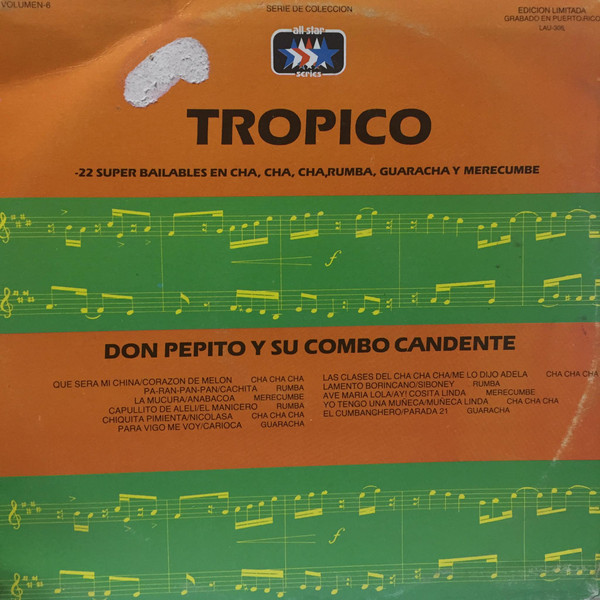 VOLUMEN-6
SERIE DE COLECCION
EDICION LIMITADA
GRABADO EN PUERTO RICO
all-star
series
TROPICO
-22 SUPER BAILABLES EN CHA, CHA, CHA,RUMBA, GUARACHA Y MERECUMBE
DON PEPITO Y SU COMBO CANDENTE
QUE SERA MI CHINA/CORAZON DE MELON CHA CHA CHA
PA-RAN-PAN-PAN/CACHITA RUMBA
LA MUCURA/ANABACOA MERECUMBE
CAPULLITO DE ALELI/EL MANICERO RUMBA
CHIQUITA PIMIENTA/NICOLASA CHA CHA CHA
PARA VIGO ME VOY/CARIOCA GUARACHA
LAS CLASES DEL CHA CHA CHA/ME LO DIJO ADELA CHA CHA CHA
LAMENTO BORINCANO/SIBONEY RUMBA
AVE MARIA LOLA/AY! COSITA LINDA MERECUMBE
YO TENGO UNA MUÑECA/MUÑECA LINDA CHA CHA CHA
EL CUMBANCHERO/PARADA 21 GUARACHA